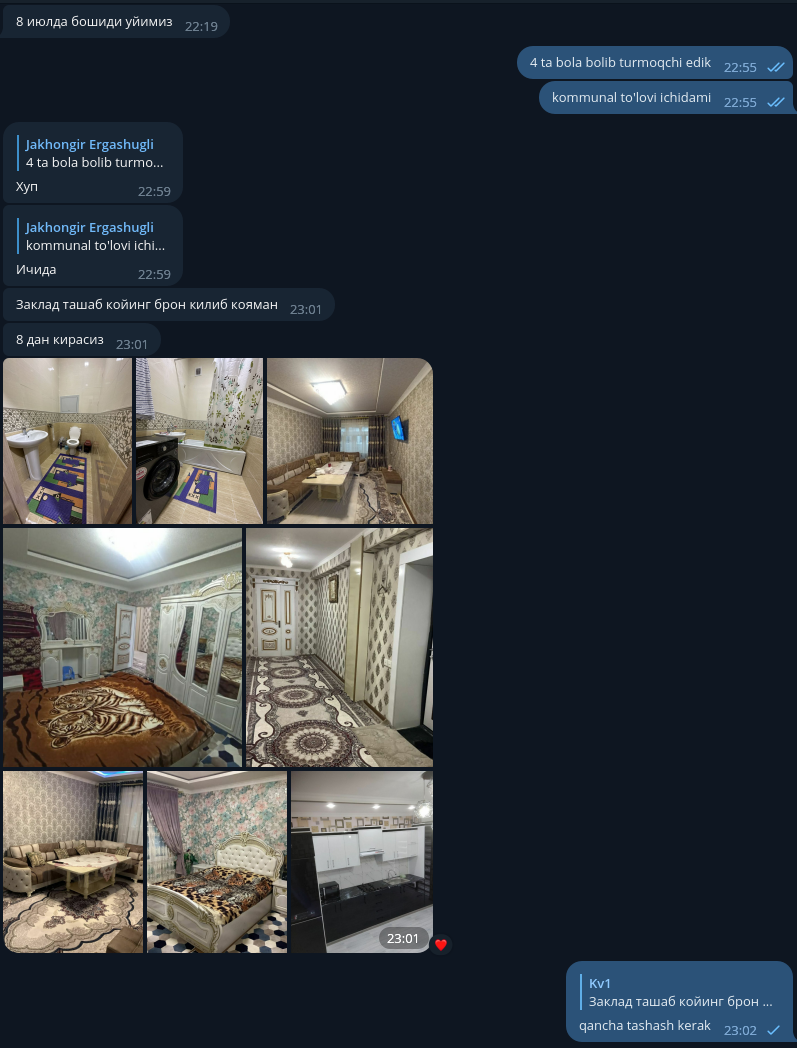 8 июлда бошиди уйимиз 22:19
4 ta bola bolib turmoqchi edik 22:55
kommunal to'lovi ichidami 22:55
Jakhongir Ergashugli
4 ta bola bolib turmo...
Хуп 22:59
Jakhongir Ergashugli
kommunal to'lovi ichi...
Ичида 22:59
Заклад ташаб койинг брон килиб кояман 23:01
8 дан кирасиз 23:01
23:01
Kv1
Заклад ташаб койинг брон ...
qancha tashash kerak 23:02